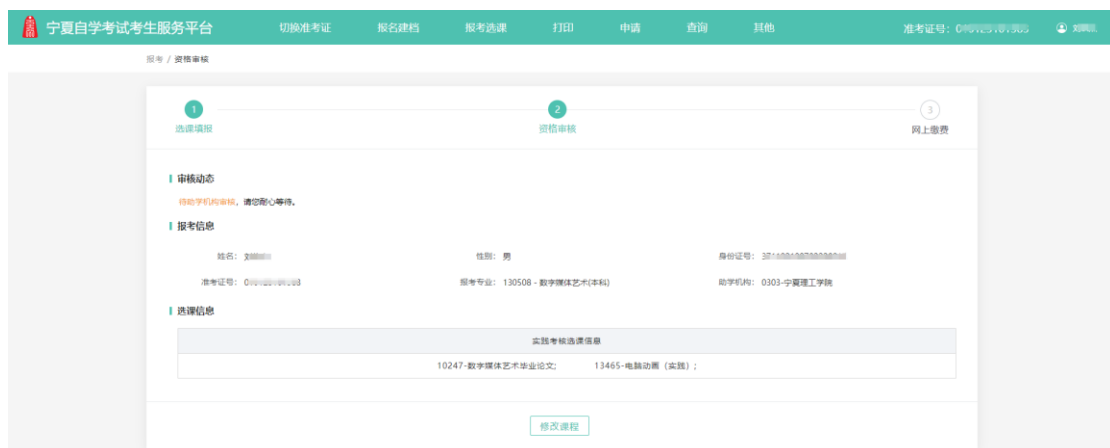 宁夏自学考试考生服务平台 切换准考证 报名建档 报考选课 打印 申请 查询 其他 准考证号：
报考 / 资格审核
1 2 3
选课填报 资格审核 网上缴费
审核动态
待助学机构审核，请您耐心等待。
报考信息
姓名： 性别：男 身份证号：
准考证号： 报考专业：130508 - 数字媒体艺术(本科) 助学机构：0303-宁夏理工学院
选课信息
实践考核选课信息
10247-数字媒体艺术毕业论文; 13465-电脑动画（实践）;
修改课程